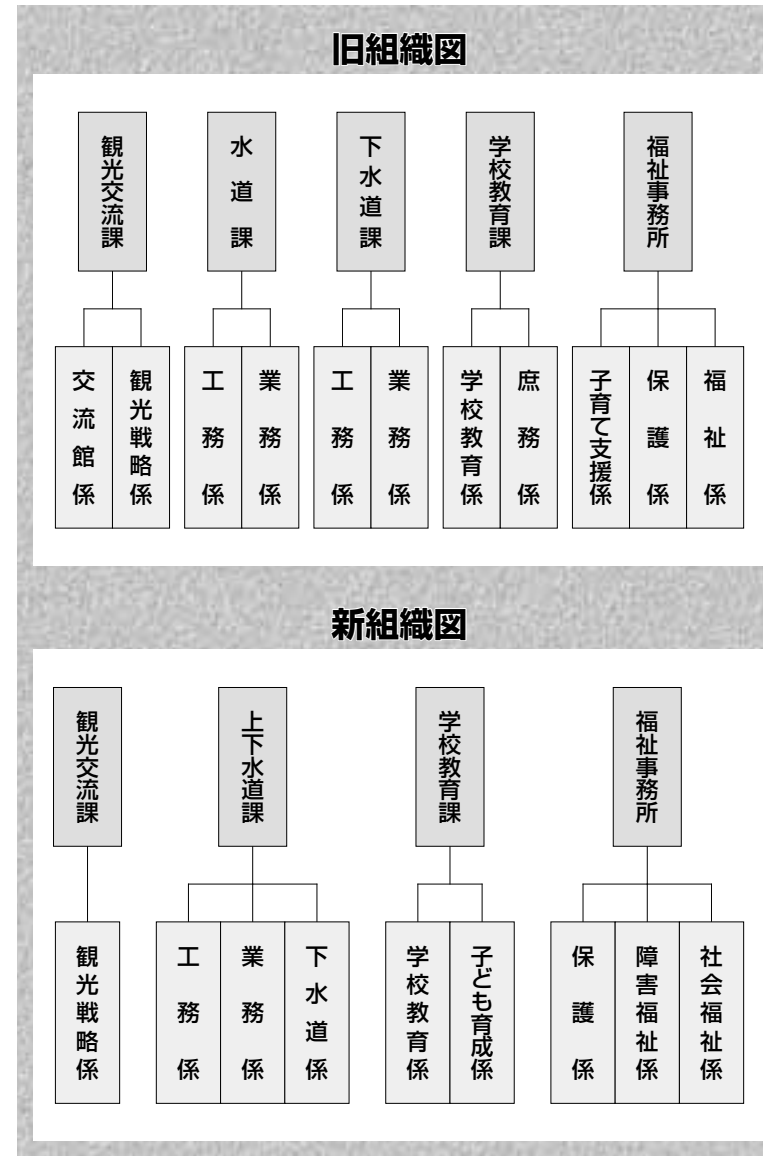 旧組織図
観光交流課
水道課
下水道課
学校教育課
福祉事務所
交流館係
観光戦略係
工務係
業務係
工務係
業務係
学校教育係
庶務係
子育て支援係
保護係
福祉係
新組織図
観光交流課
上下水道課
学校教育課
福祉事務所
観光戦略係
工務係
業務係
下水道係
学校教育係
子ども育成係
保護係
障害福祉係
社会福祉係